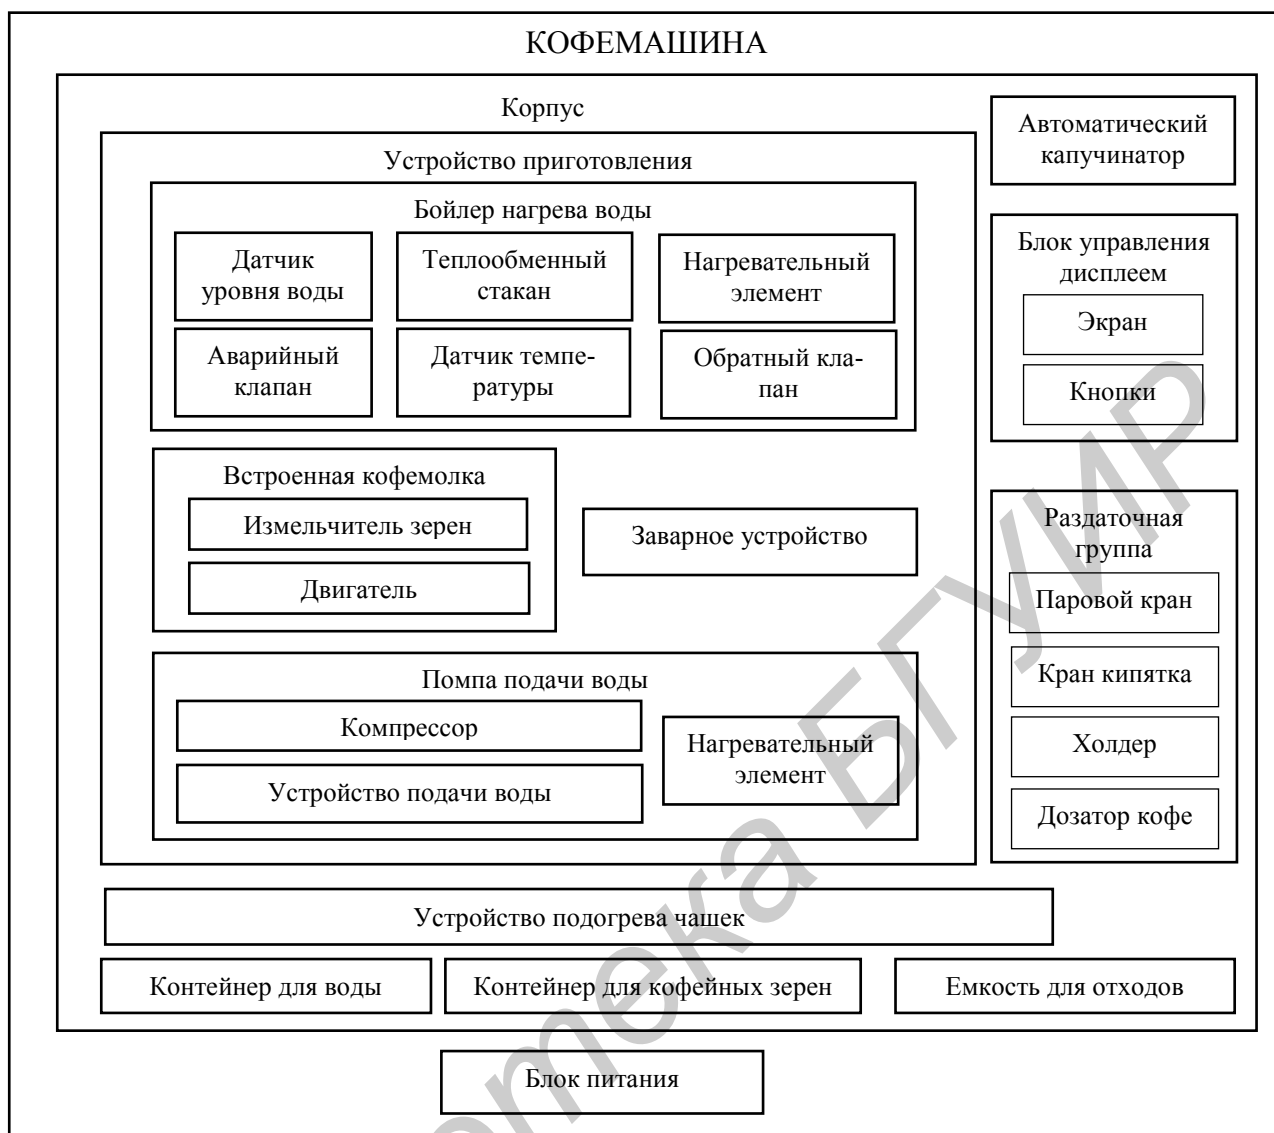 КОФЕМАШИНА
Корпус
Автоматический
капучинатор
Устройство приготовления
Бойлер нагрева воды
Датчик
уровня воды
Теплообменный
стакан
Нагревательный
элемент
Аварийный
клапан
Датчик темпе-
ратуры
Обратный кла-
пан
Блок управления
дисплеем
Экран
Кнопки
Встроенная кофемолка
Измельчитель зерен
Двигатель
Заварное устройство
Раздаточная
группа
Паровой кран
Кран кипятка
Холдер
Дозатор кофе
Помпа подачи воды
Компрессор
Устройство подачи воды
Нагревательный
элемент
Устройство подогрева чашек
Контейнер для воды
Контейнер для кофейных зерен
Емкость для отходов
Блок питания
отека БГУИР